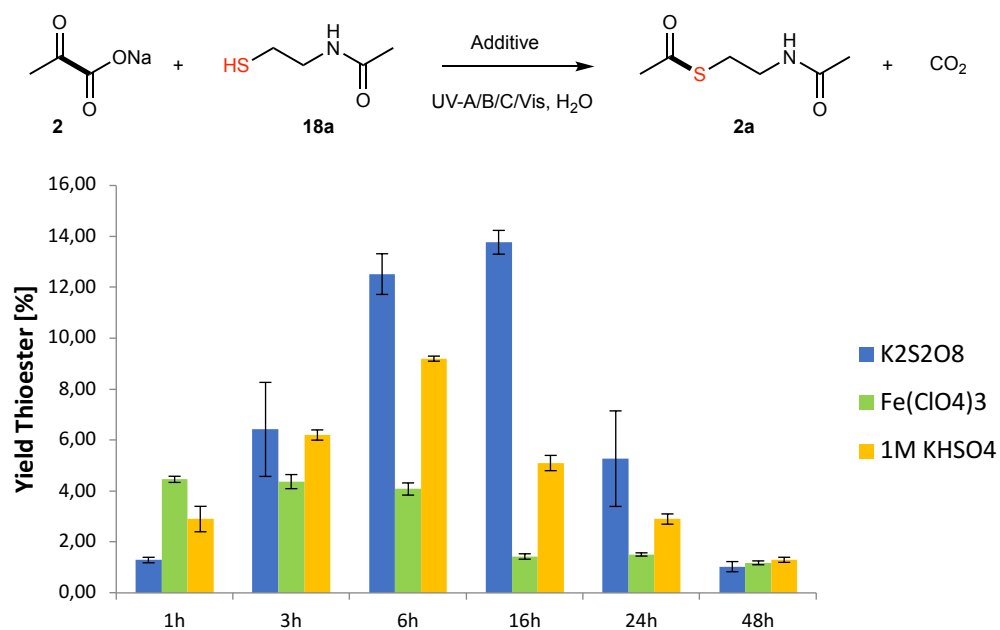 O
ONa
O
2
+
HS
H
N
O
18a
Additive
UV-A/B/C/Vis, H₂O
O
S
H
N
O
2a
+
CO₂
Yield Thioester [%]
16,00
14,00
12,00
10,00
8,00
6,00
4,00
2,00
0,00
1h
3h
6h
16h
24h
48h
K2S2O8
Fe(ClO4)3
1M KHSO4